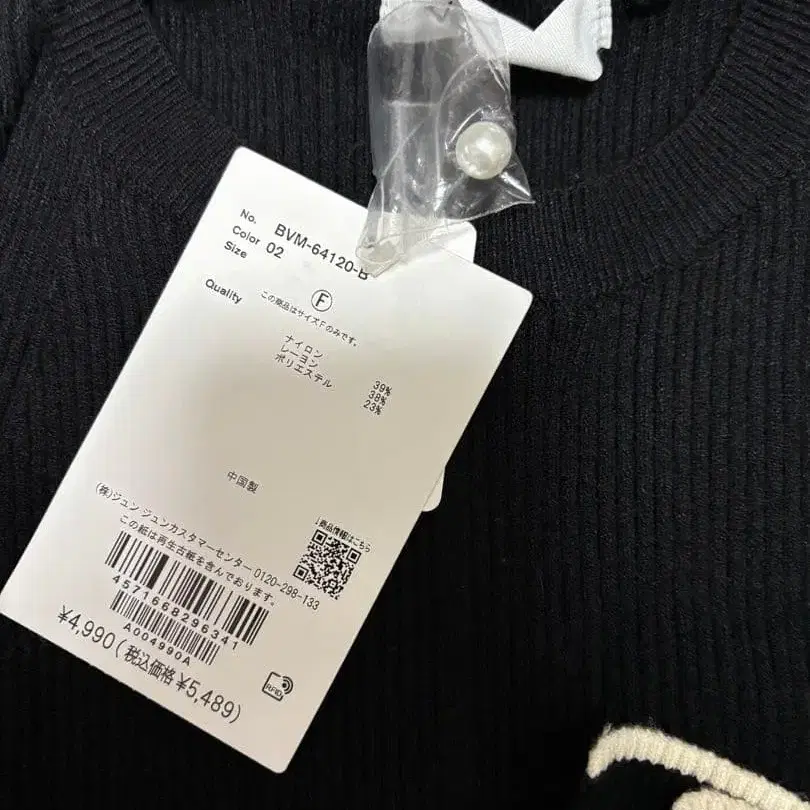 No. BVM-64120-B
Color 02
Size
Ⓕ
この商品はサイズFのみです。
Quality
ナイロン 39%
レーヨン 38%
ポリエステル 23%
中国製
商品情報はこちら
(株)ジュン ジュンカスタマーセンター 0120-298-133
この紙は再生古紙を含んでおります。
4571668296341
A004990A
¥4,990(税込価格¥5,489)
RFID